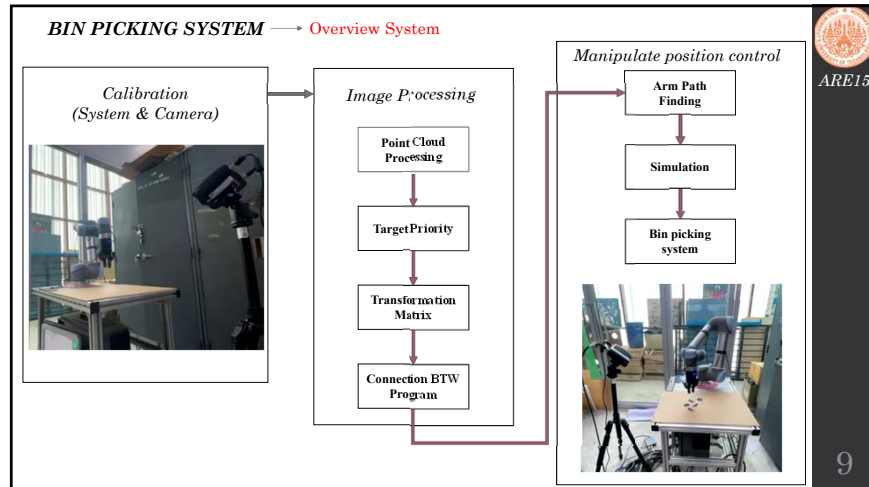 BIN PICKING SYSTEM
Overview System
Calibration
(System & Camera)
Image Processing
Point Cloud
Processing
Target Priority
Transformation
Matrix
Connection BTW
Program
Manipulate position control
Arm Path
Finding
Simulation
Bin picking
system
ARE15
9